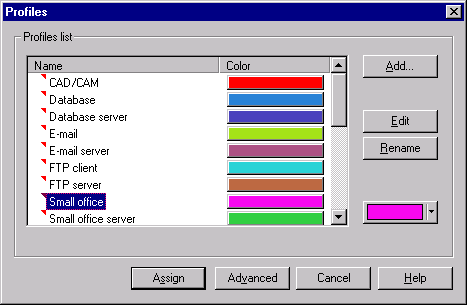 Profiles
Profiles list
Name Color
Add...
CAD/CAM
Database
Database server
Edit
E-mail
E-mail server
Rename
FTP client
FTP server
Small office
Small office server
Assign Advanced Cancel Help